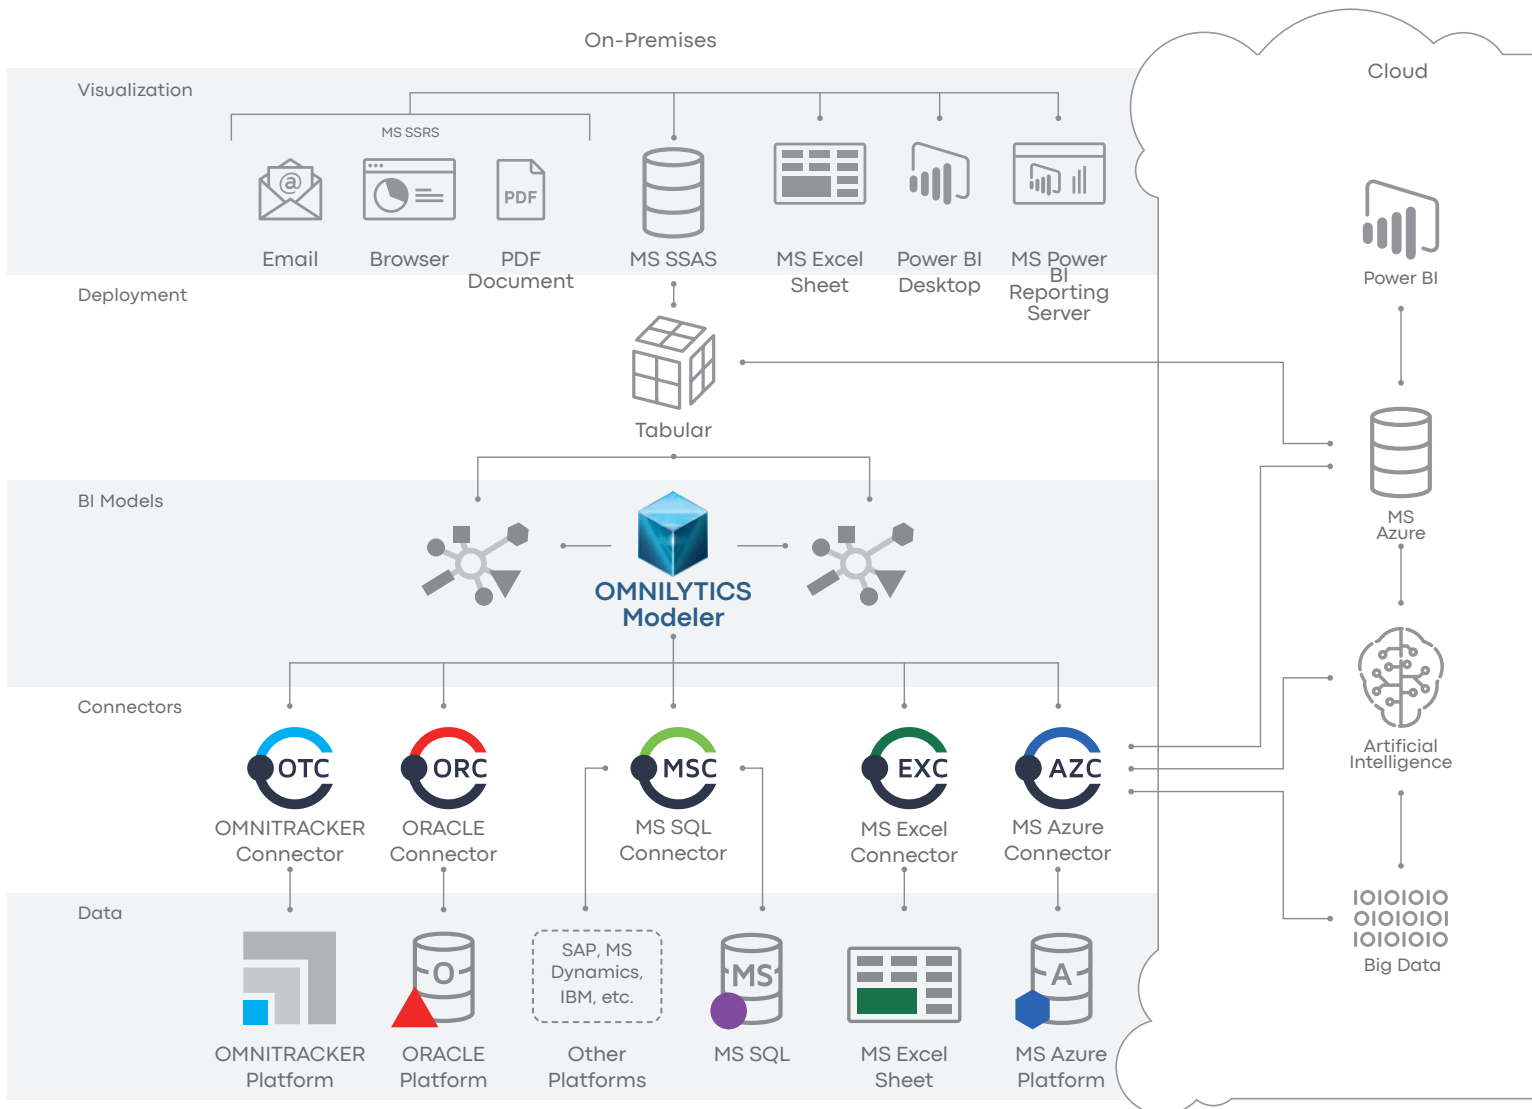 On-Premises
Cloud
Visualization
MS SSRS
@
PDF
Email
Browser
PDF
Document
MS SSAS
MS Excel
Sheet
Power BI
Desktop
MS Power
BI
Reporting
Server
Power BI
Deployment
Tabular
MS
Azure
BI Models
OMNILYTICS
Modeler
Connectors
OTC
ORC
MSC
EXC
AZC
OMNITRACKER
Connector
ORACLE
Connector
MS SQL
Connector
MS Excel
Connector
MS Azure
Connector
Artificial
Intelligence
Data
O
SAP, MS
Dynamics,
IBM, etc.
MS
A
IOIOIOIO
OIOIOIOI
IOIOIOIO
Big Data
OMNITRACKER
Platform
ORACLE
Platform
Other
Platforms
MS SQL
MS Excel
Sheet
MS Azure
Platform